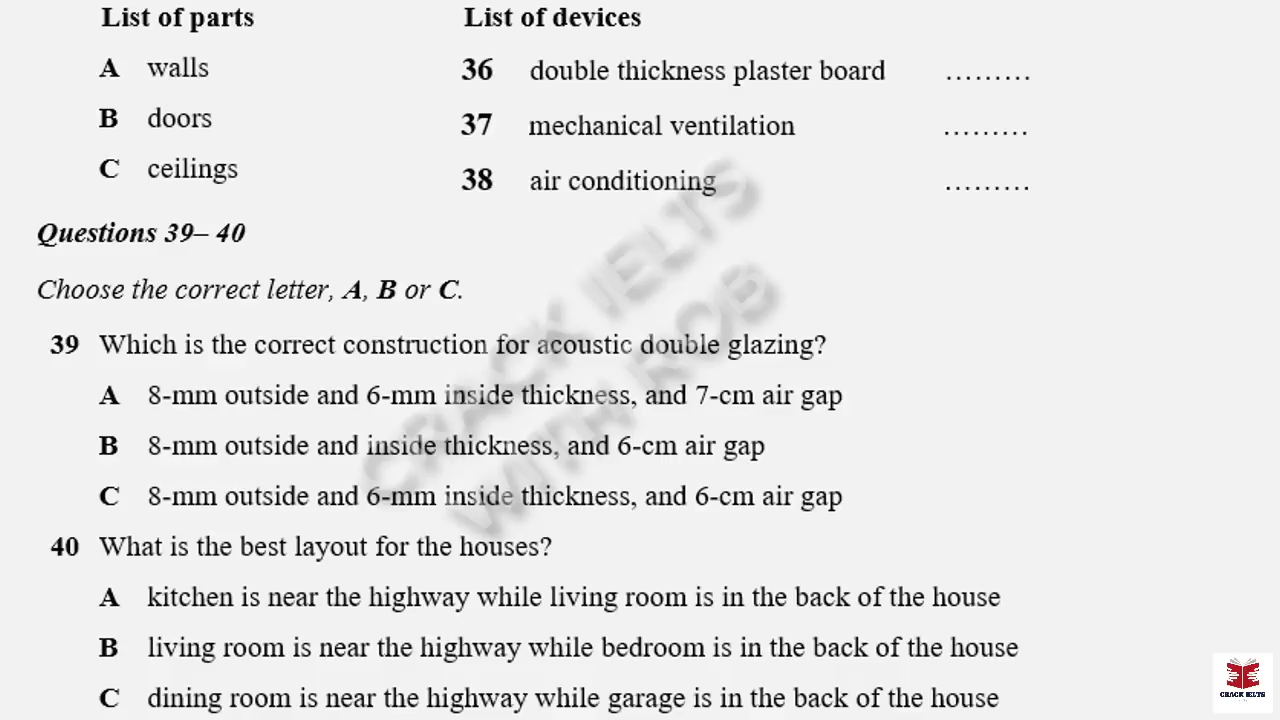 List of parts List of devices
A walls 36 double thickness plaster board ………
B doors 37 mechanical ventilation ………
C ceilings 38 air conditioning ………
Questions 39– 40
Choose the correct letter, A, B or C.
39 Which is the correct construction for acoustic double glazing?
A 8-mm outside and 6-mm inside thickness, and 7-cm air gap
B 8-mm outside and inside thickness, and 6-cm air gap
C 8-mm outside and 6-mm inside thickness, and 6-cm air gap
40 What is the best layout for the houses?
A kitchen is near the highway while living room is in the back of the house
B living room is near the highway while bedroom is in the back of the house
C dining room is near the highway while garage is in the back of the house
CRACK IELTS
WITH ROB
CRACK IELTS